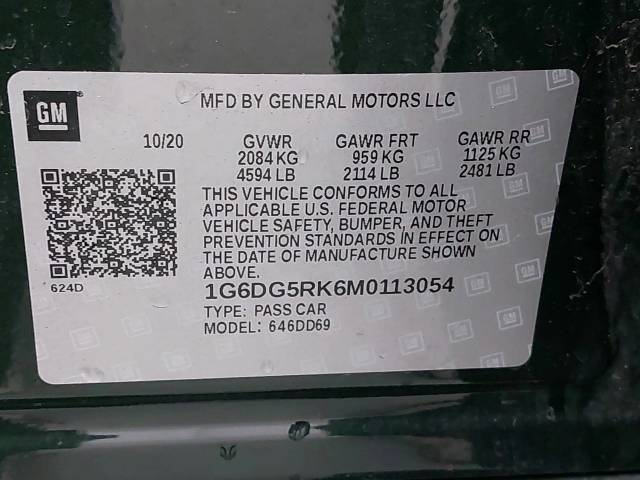 GM
MFD BY GENERAL MOTORS LLC
10/20 GVWR GAWR FRT GAWR RR
2084 KG 959 KG 1125 KG
4594 LB 2114 LB 2481 LB
THIS VEHICLE CONFORMS TO ALL
APPLICABLE U.S. FEDERAL MOTOR
VEHICLE SAFETY, BUMPER, AND THEFT
PREVENTION STANDARDS IN EFFECT ON
THE DATE OF MANUFACTURE SHOWN
ABOVE.
624D
1G6DG5RK6M0113054
TYPE: PASS CAR
MODEL: 646DD69